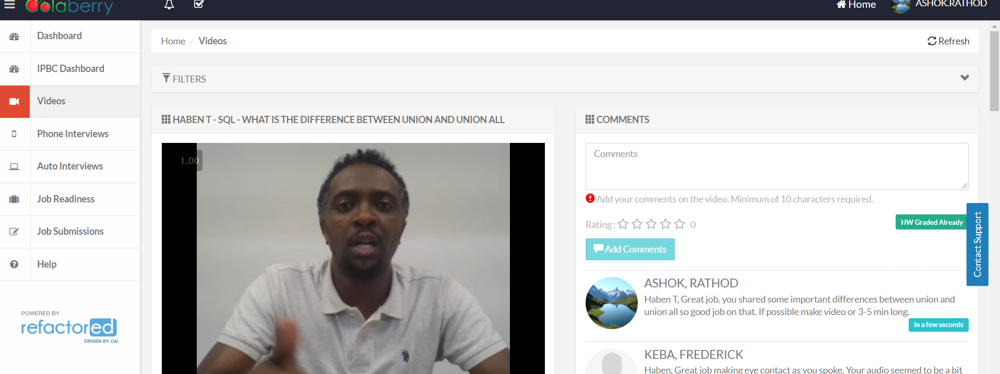 Colaberry
Home
ASHOK.RATHOD
Dashboard
IPBC Dashboard
Videos
Phone Interviews
Auto Interviews
Job Readiness
Job Submissions
Help
POWERED BY
refactored
DRIVEN BY CAI
Home / Videos
Refresh
FILTERS
HABEN T - SQL - WHAT IS THE DIFFERENCE BETWEEN UNION AND UNION ALL
1.00
COMMENTS
Comments
Add your comments on the video. Minimum of 10 characters required.
Rating : 0
HW Graded Already
Add Comments
Contact Support
ASHOK, RATHOD
Haben T, Great job. you shared some important differences between union and
union all so good job on that. If possible make video or 3-5 min long.
in a few seconds
KEBA, FREDERICK
Haben, Great job making eye contact as you spoke. Your audio seemed to be a bit